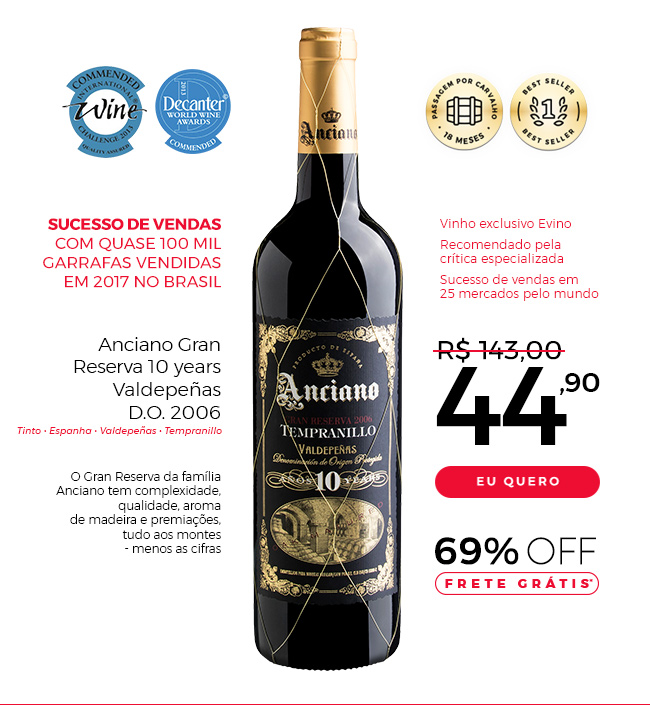 COMMENDED
INTERNATIONAL
Wine
CHALLENGE 2013
QUALITY ASSURED
2013
Decanter
WORLD WINE
AWARDS
COMMENDED
PASSAGEM POR CARVALHO
18 MESES
BEST SELLER
1
BEST SELLER
Anciano
SUCESSO DE VENDAS
COM QUASE 100 MIL
GARRAFAS VENDIDAS
EM 2017 NO BRASIL
Vinho exclusivo Evino
Recomendado pela
crítica especializada
Sucesso de vendas em
25 mercados pelo mundo
Anciano Gran
Reserva 10 years
Valdepeñas
D.O. 2006
Tinto • Espanha • Valdepeñas • Tempranillo
O Gran Reserva da família
Anciano tem complexidade,
qualidade, aroma
de madeira e premiações,
tudo aos montes
- menos as cifras
PRODUCTO DE ESPAÑA
Anciano
GRAN RESERVA 2006
TEMPRANILLO
VALDEPEÑAS
Denominación de Origen Protegida
AÑOS 10 YEARS
R$ 143,00
44,90
EU QUERO
69% OFF
FRETE GRÁTIS*